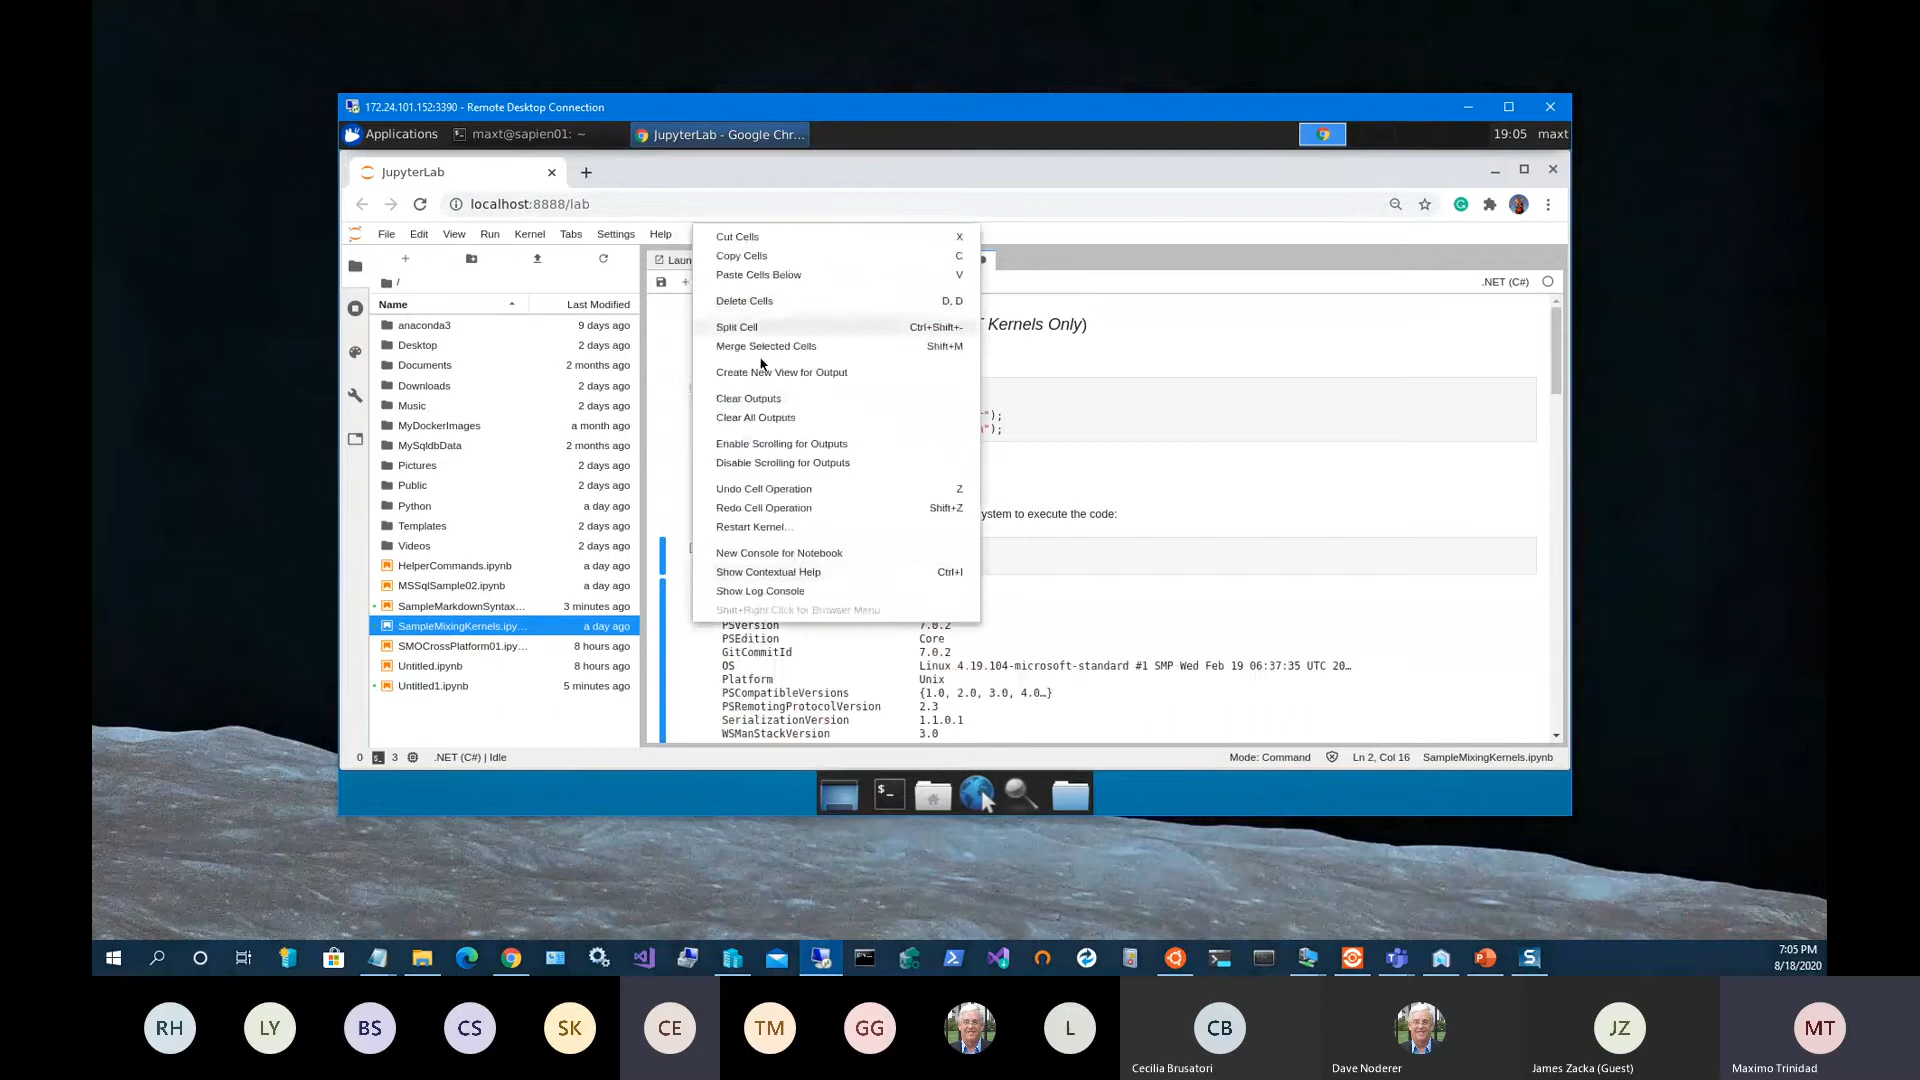 172.24.101.152:3390 - Remote Desktop Connection
Applications
maxt@sapien01: ~
JupyterLab - Google Chr...
19:05
maxt
JupyterLab
localhost:8888/lab
File Edit View Run Kernel Tabs Settings Help
Laun
/
.NET (C#)
Name
Last Modified
anaconda3 9 days ago
Desktop 2 days ago
Documents 2 months ago
Downloads 2 days ago
Music 2 days ago
MyDockerImages a month ago
MySqldbData 2 months ago
Pictures 2 days ago
Public 2 days ago
Python a day ago
Templates 2 days ago
Videos 2 days ago
HelperCommands.ipynb a day ago
MSSqlSample02.ipynb a day ago
SampleMarkdownSyntax... 3 minutes ago
SampleMixingKernels.ipy... a day ago
SMOCrossPlatform01.ipy... 8 hours ago
Untitled.ipynb 8 hours ago
Untitled1.ipynb 5 minutes ago
Cut Cells X
Copy Cells C
Paste Cells Below V
Delete Cells D, D
Split Cell Ctrl+Shift+-
Merge Selected Cells Shift+M
Create New View for Output
Clear Outputs
Clear All Outputs
Enable Scrolling for Outputs
Disable Scrolling for Outputs
Undo Cell Operation Z
Redo Cell Operation Shift+Z
Restart Kernel...
New Console for Notebook
Show Contextual Help Ctrl+I
Show Log Console
Shift+Right Click for Browser Menu
Kernels Only)
");
");
ystem to execute the code:
PSVersion 7.0.2
PSEdition Core
GitCommitId 7.0.2
OS Linux 4.19.104-microsoft-standard #1 SMP Wed Feb 19 06:37:35 UTC 20…
Platform Unix
PSCompatibleVersions {1.0, 2.0, 3.0, 4.0…}
PSRemotingProtocolVersion 2.3
SerializationVersion 1.1.0.1
WSManStackVersion 3.0
0 $_ 3 .NET (C#) | Idle
Mode: Command
Ln 2, Col 16
SampleMixingKernels.ipynb
$_
7:05 PM
8/18/2020
RH LY BS CS SK CE TM GG L CB JZ MT
Cecilia Brusatori
Dave Noderer
James Zacka (Guest)
Maximo Trinidad